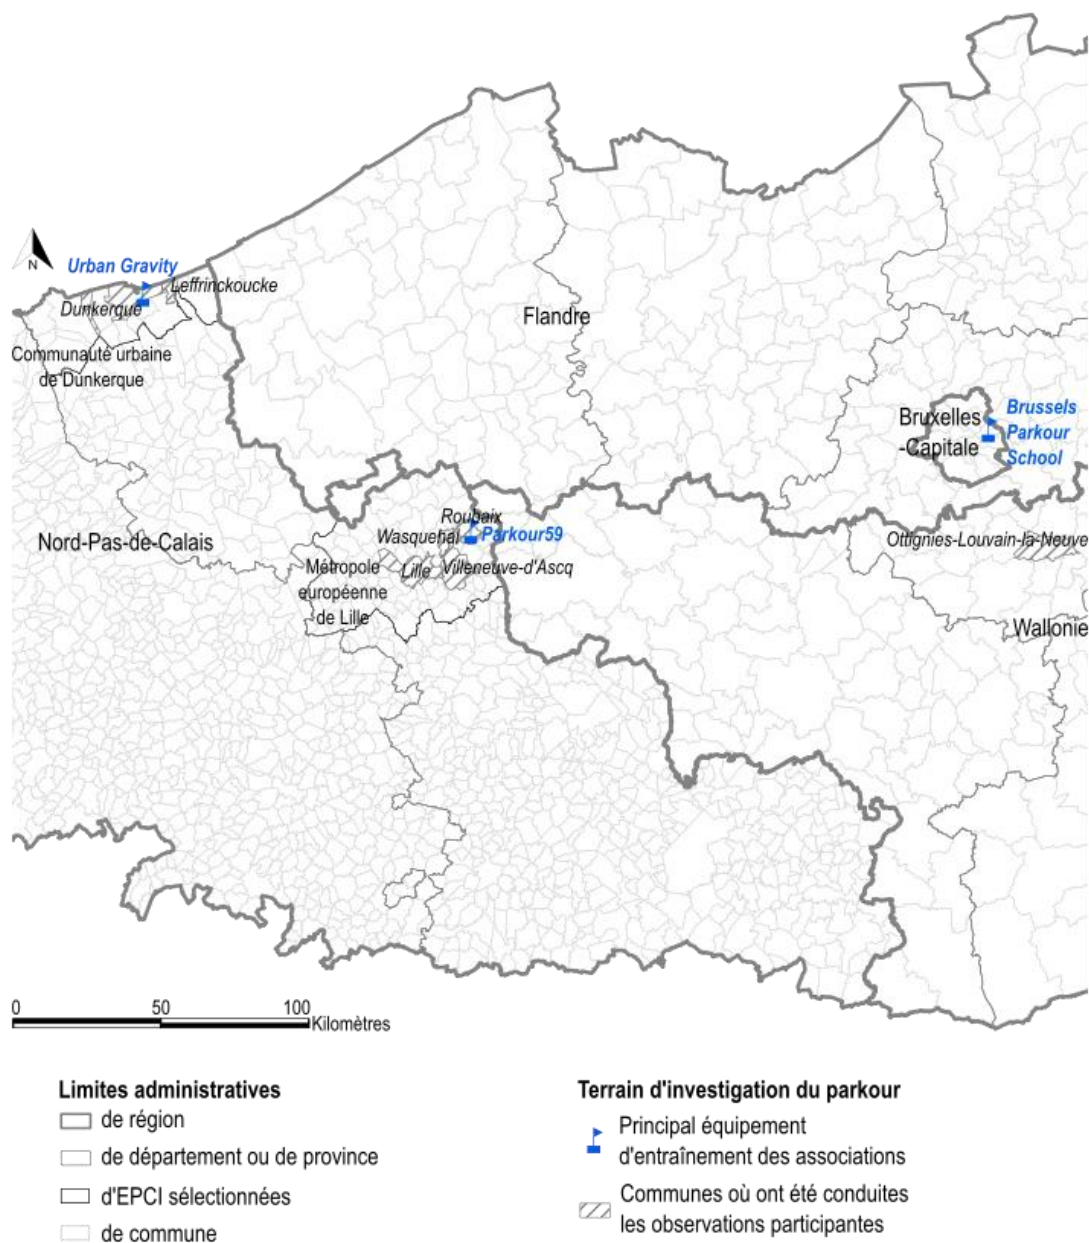 N
Urban Gravity
Leffrinckoucke
Dunkerque
Communauté urbaine
de Dunkerque
Flandre
Bruxelles
-Capitale
Brussels
Parkour
School
Roubaix
Wasquehal
Parkour59
Nord-Pas-de-Calais
Métropole
européenne
de Lille
Lille
Villeneuve-d'Ascq
Ottignies-Louvain-la-Neuve
Wallonie
0
50
100
Kilomètres
Limites administratives
de région
de département ou de province
d'EPCI sélectionnées
de commune
Terrain d'investigation du parkour
Principal équipement
d'entraînement des associations
Communes où ont été conduites
les observations participantes